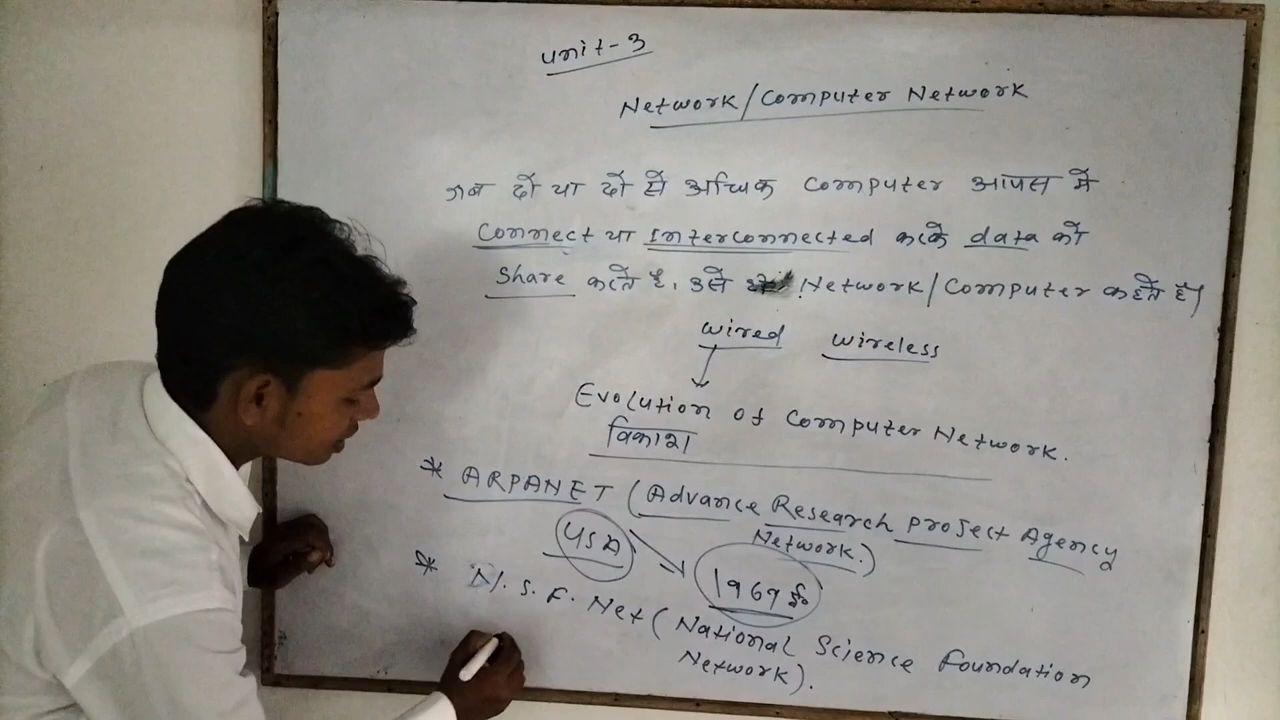 Unit-3
Network/Computer Network
जब दो या दो से अधिक Computer आपस में
Connect या Interconnected करके data को
Share करते है, उसे Network/Computer कहते है।
wired wireless
Evolution of Computer Network.
विकाश
* ARPANET (Advance Research Project Agency
Network.)
USA
1969 ई०
* N. S. F. Net (National Science Foundation
Network).